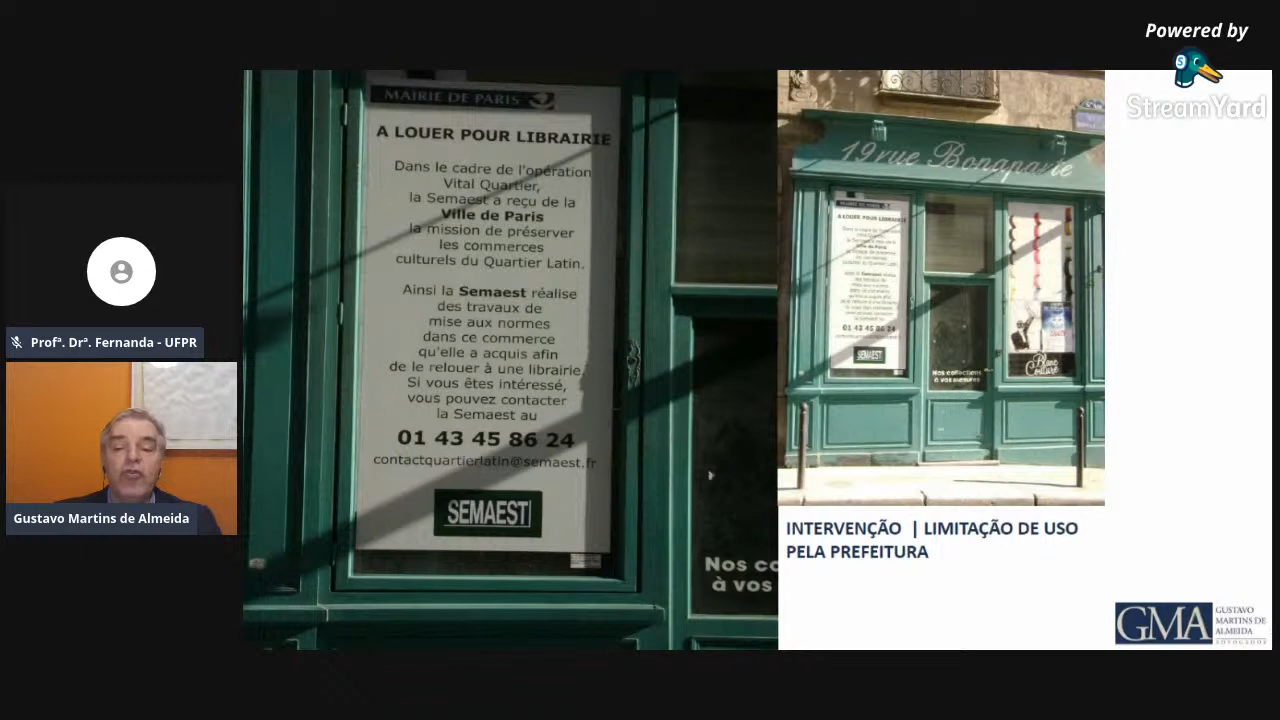 Powered by
StreamYard
Profª. Drª. Fernanda - UFPR
Gustavo Martins de Almeida
MAIRIE DE PARIS
A LOUER POUR LIBRAIRIE
Dans le cadre de l'opération
Vital Quartier,
la Semaest a reçu de la
Ville de Paris
la mission de préserver
les commerces
culturels du Quartier Latin.
Ainsi la Semaest réalise
des travaux de
mise aux normes
dans ce commerce
qu'elle a acquis afin
de le relouer à une librairie.
Si vous êtes intéressé,
vous pouvez contacter
la Semaest au
01 43 45 86 24
contactquartierlatin@semaest.fr
SEMAEST
Nos co
à vos
19 rue Bonaparte
A LOUER POUR LIBRAIRIE
01 43 45 86 24
SEMAEST
Nos collections
à vos mesures
Blanc
Couture
INTERVENÇÃO | LIMITAÇÃO DE USO
PELA PREFEITURA
GMA
GUSTAVO
MARTINS DE
ALMEIDA
ADVOGADOS